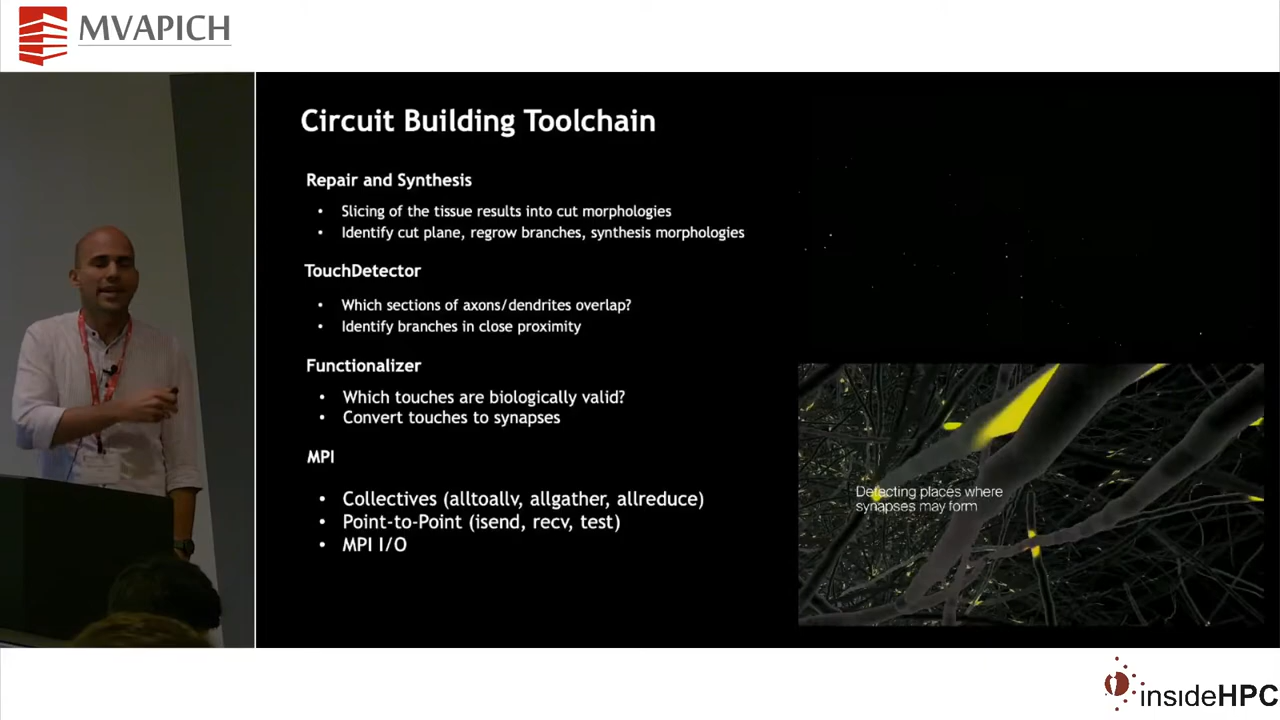 MVAPICH
Circuit Building Toolchain
Repair and Synthesis
• Slicing of the tissue results into cut morphologies
• Identify cut plane, regrow branches, synthesis morphologies
TouchDetector
• Which sections of axons/dendrites overlap?
• Identify branches in close proximity
Functionalizer
• Which touches are biologically valid?
• Convert touches to synapses
MPI
• Collectives (alltoallv, allgather, allreduce)
• Point-to-Point (isend, recv, test)
• MPI I/O
Detecting places where
synapses may form
insideHPC